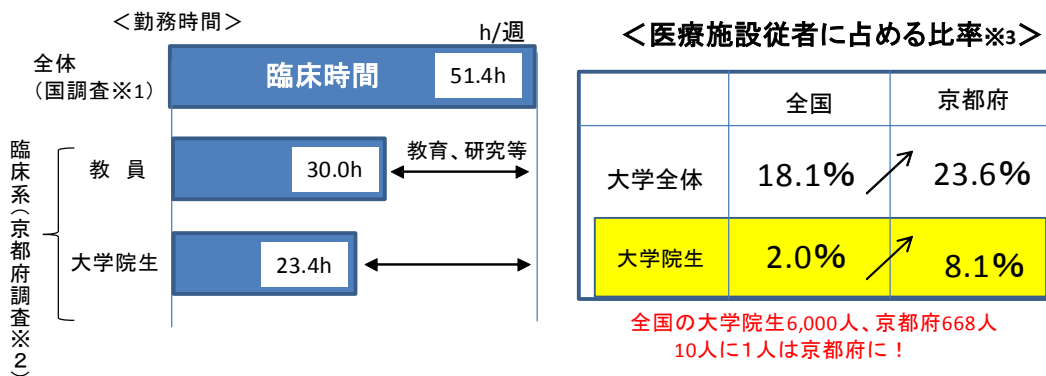 ＜勤務時間＞
h/週
全体
（国調査※1）
臨床時間
51.4h
臨床系（京都府調査※2）
教　員
30.0h
教育、研究等
大学院生
23.4h
＜医療施設従者に占める比率※3＞
全国
京都府
大学全体
18.1%
23.6%
大学院生
2.0%
8.1%
全国の大学院生6,000人、京都府668人
10人に１人は京都府に！